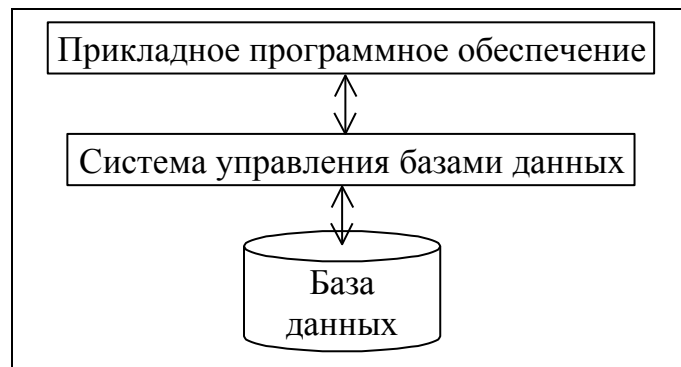 Прикладное программное обеспечение
Система управления базами данных
База
данных